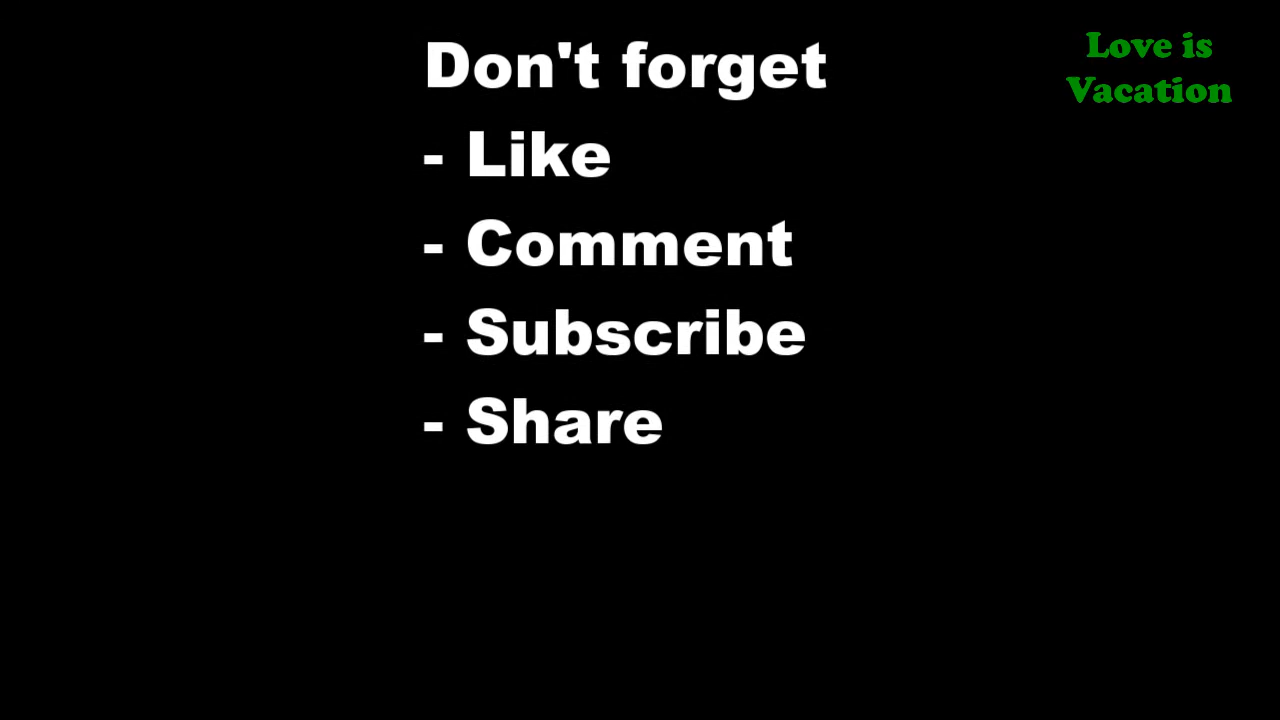 Don't forget
- Like
- Comment
- Subscribe
- Share
Love is
Vacation